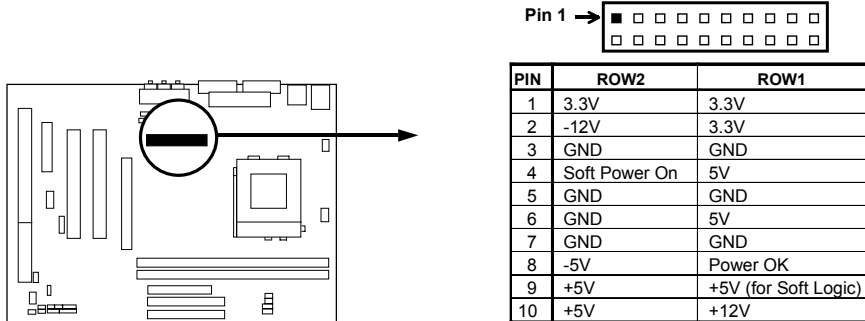 Pin 1
PIN ROW2 ROW1
1 3.3V 3.3V
2 -12V 3.3V
3 GND GND
4 Soft Power On 5V
5 GND GND
6 GND 5V
7 GND GND
8 -5V Power OK
9 +5V +5V (for Soft Logic)
10 +5V +12V